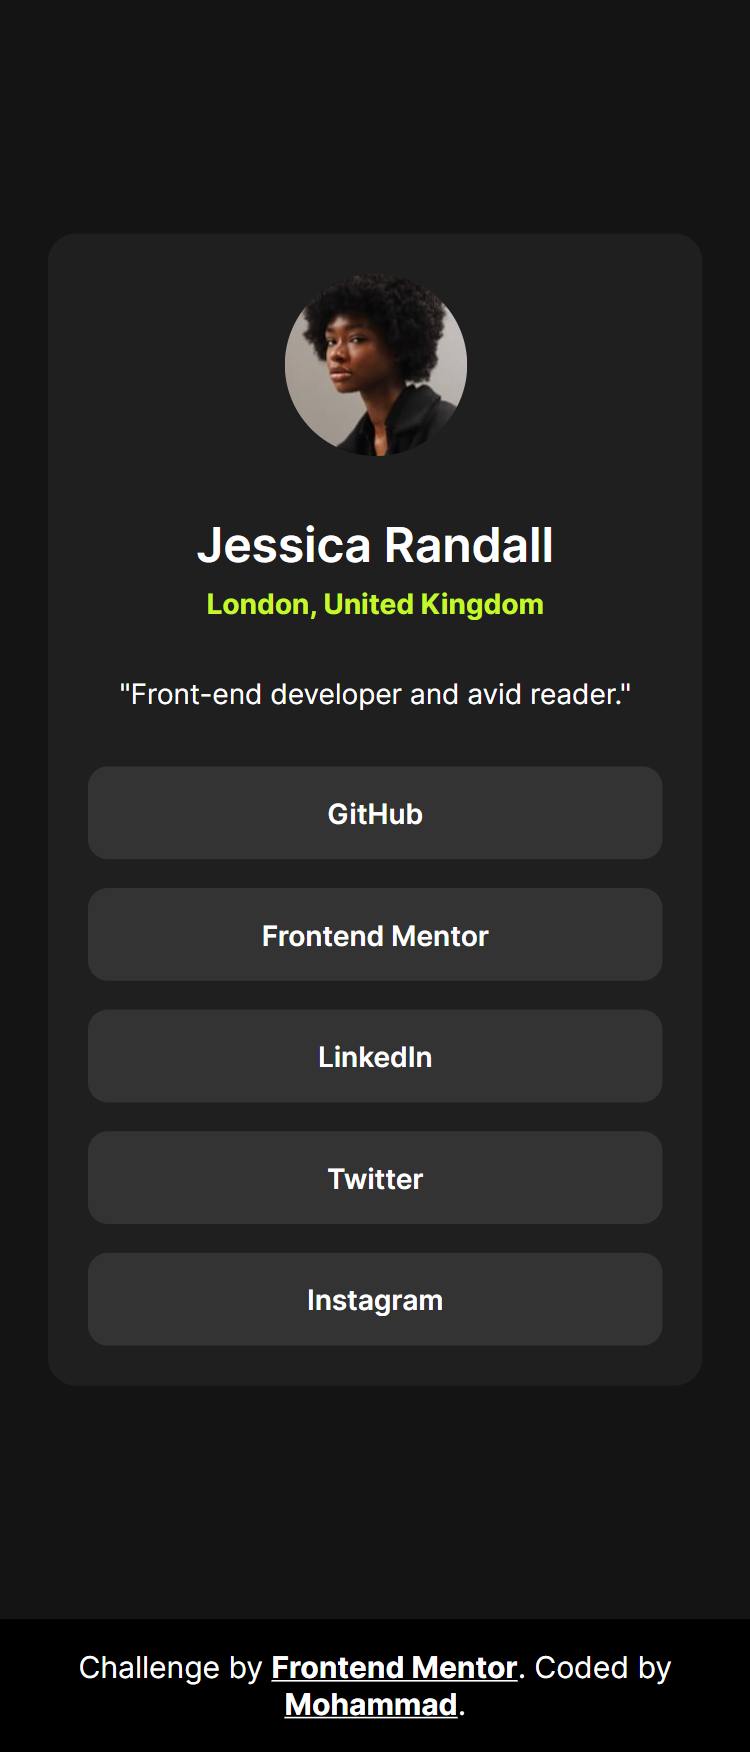 Jessica Randall
London, United Kingdom
"Front-end developer and avid reader."
GitHub
Frontend Mentor
LinkedIn
Twitter
Instagram
Challenge by Frontend Mentor. Coded by
Mohammad.